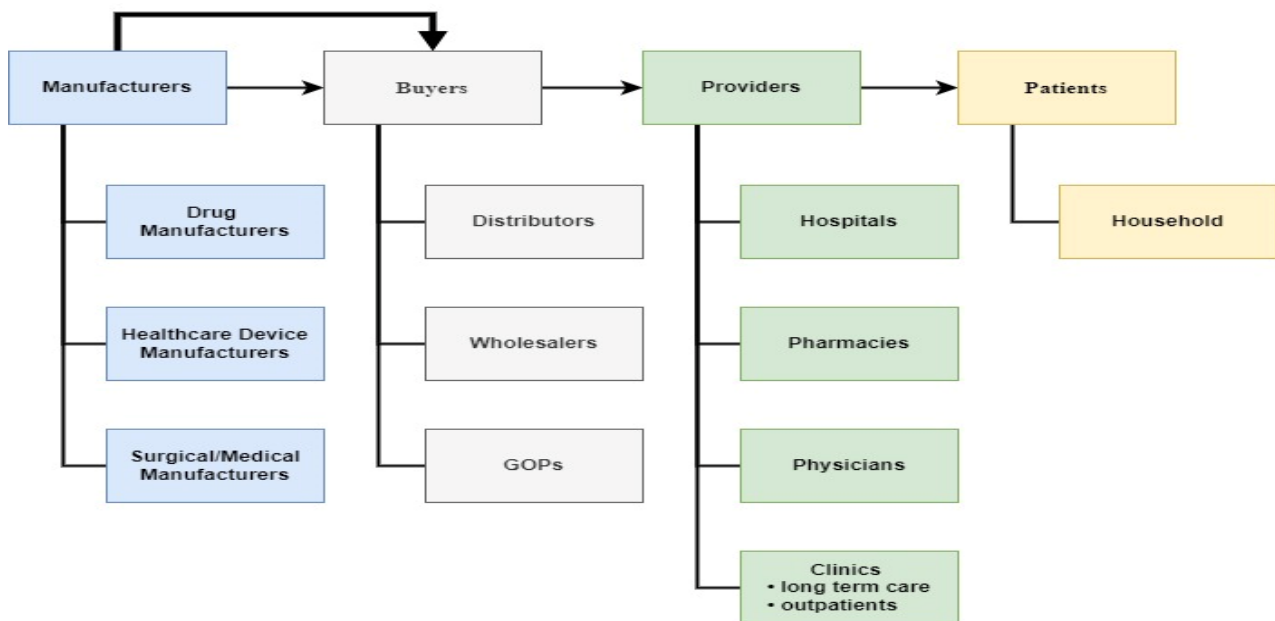 Manufacturers
Buyers
Providers
Patients
Drug
Manufacturers
Distributors
Hospitals
Household
Healthcare Device
Manufacturers
Wholesalers
Pharmacies
Surgical/Medical
Manufacturers
GOPs
Physicians
Clinics
• long term care
• outpatients